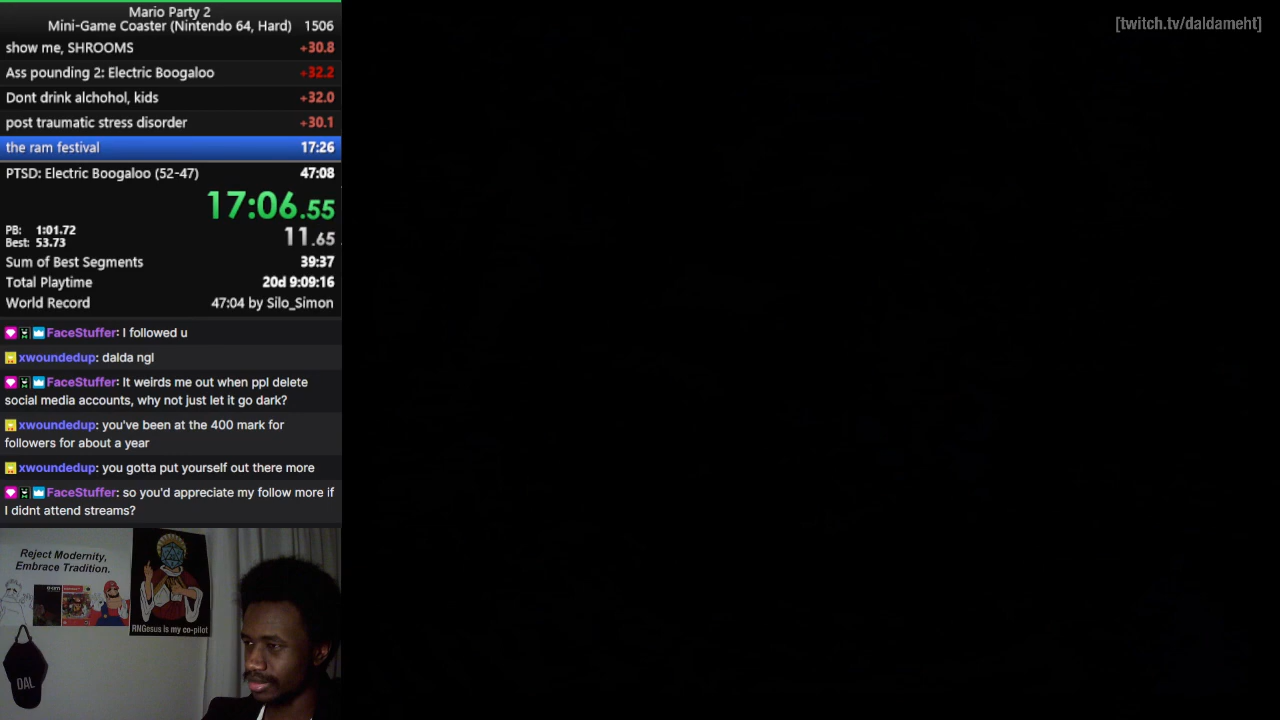 [twitch.tv/daldameht]
Mario Party 2
Mini-Game Coaster (Nintendo 64, Hard) 1506
show me, SHROOMS +30.8
Ass pounding 2: Electric Boogaloo +32.2
Dont drink alchohol, kids +32.0
post traumatic stress disorder +30.1
the ram festival 17:26
PTSD: Electric Boogaloo (52-47) 47:08
17:06.55
PB: 1:01.72
Best: 53.73
11.65
Sum of Best Segments 39:37
Total Playtime 20d 9:09:16
World Record 47:04 by Silo_Simon
FaceStuffer: I followed u
xwoundedup: dalda ngl
FaceStuffer: It weirds me out when ppl delete
social media accounts, why not just let it go dark?
xwoundedup: you've been at the 400 mark for
followers for about a year
xwoundedup: you gotta put yourself out there more
FaceStuffer: so you'd appreciate my follow more if
I didnt attend streams?
Reject Modernity,
Embrace Tradition.
RNGesus is my co-pilot
DAL